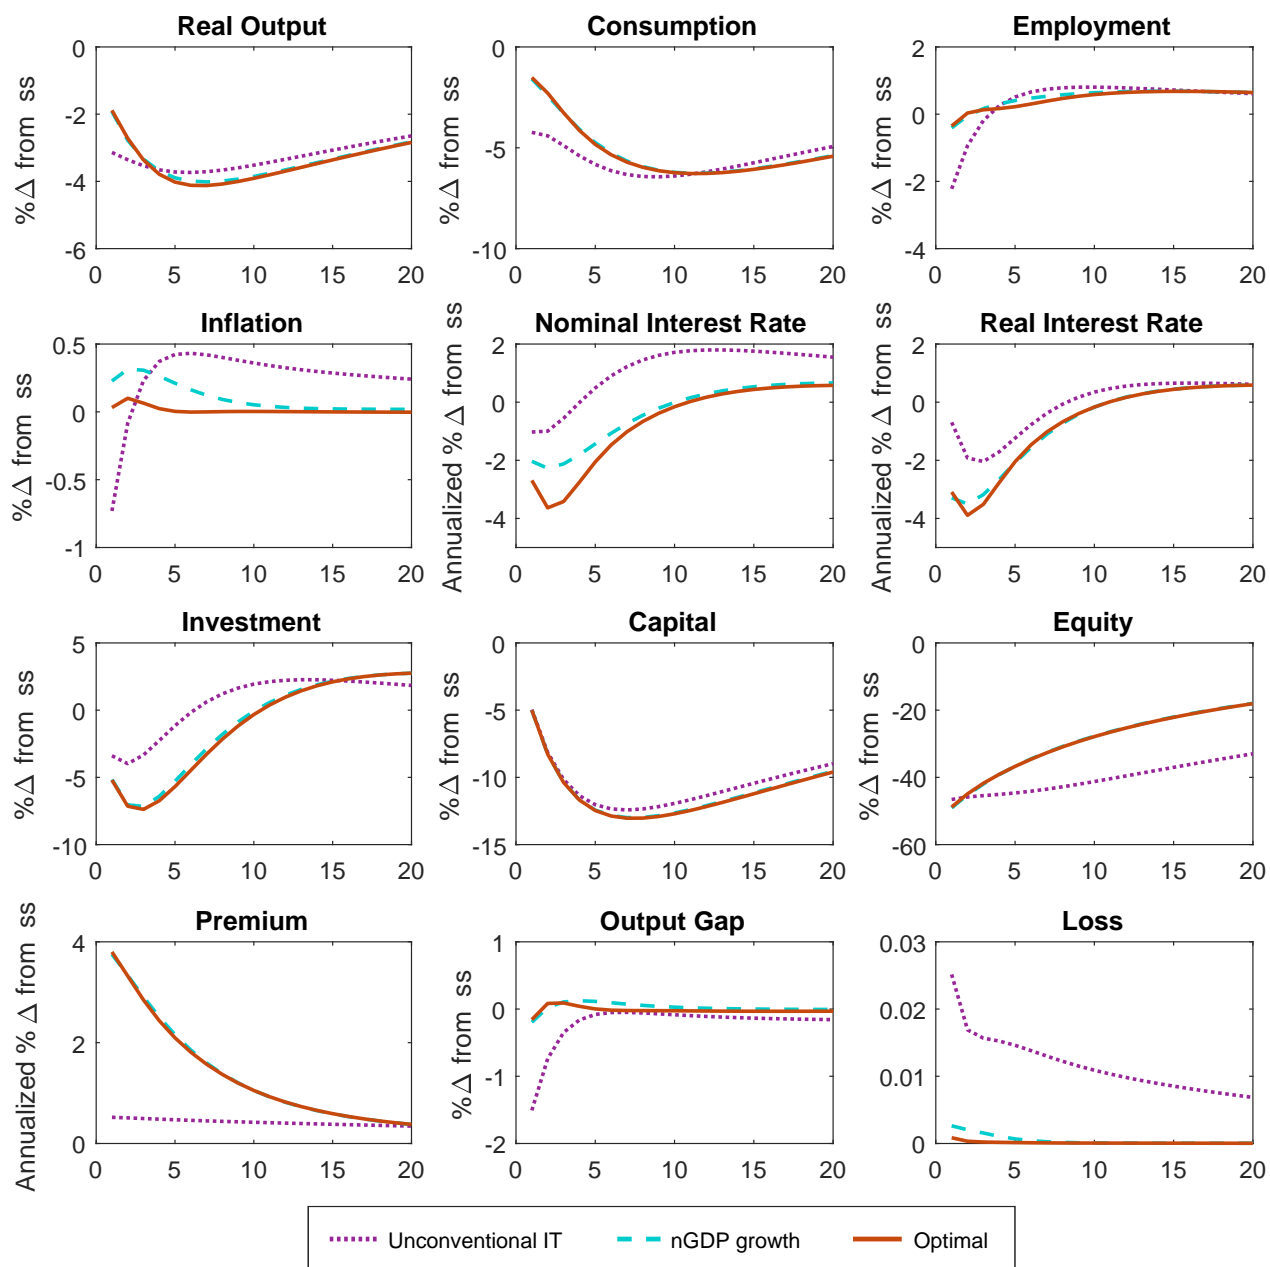 Real Output
Consumption
Employment
%Δ from ss
0
-2
-4
-6
0 5 10 15 20
%Δ from ss
0
-5
-10
0 5 10 15 20
%Δ from ss
2
0
-2
-4
0 5 10 15 20
Inflation
Nominal Interest Rate
Real Interest Rate
%Δ from ss
0.5
0
-0.5
-1
0 5 10 15 20
Annualized % Δ from ss
2
0
-2
-4
0 5 10 15 20
Annualized % Δ from ss
2
0
-2
-4
0 5 10 15 20
Investment
Capital
Equity
%Δ from ss
5
0
-5
-10
0 5 10 15 20
%Δ from ss
0
-5
-10
-15
0 5 10 15 20
%Δ from ss
0
-20
-40
-60
0 5 10 15 20
Premium
Output Gap
Loss
Annualized % Δ from ss
4
2
0
0 5 10 15 20
%Δ from ss
1
0
-1
-2
0 5 10 15 20
0.03
0.02
0.01
0
0 5 10 15 20
Unconventional IT nGDP growth Optimal